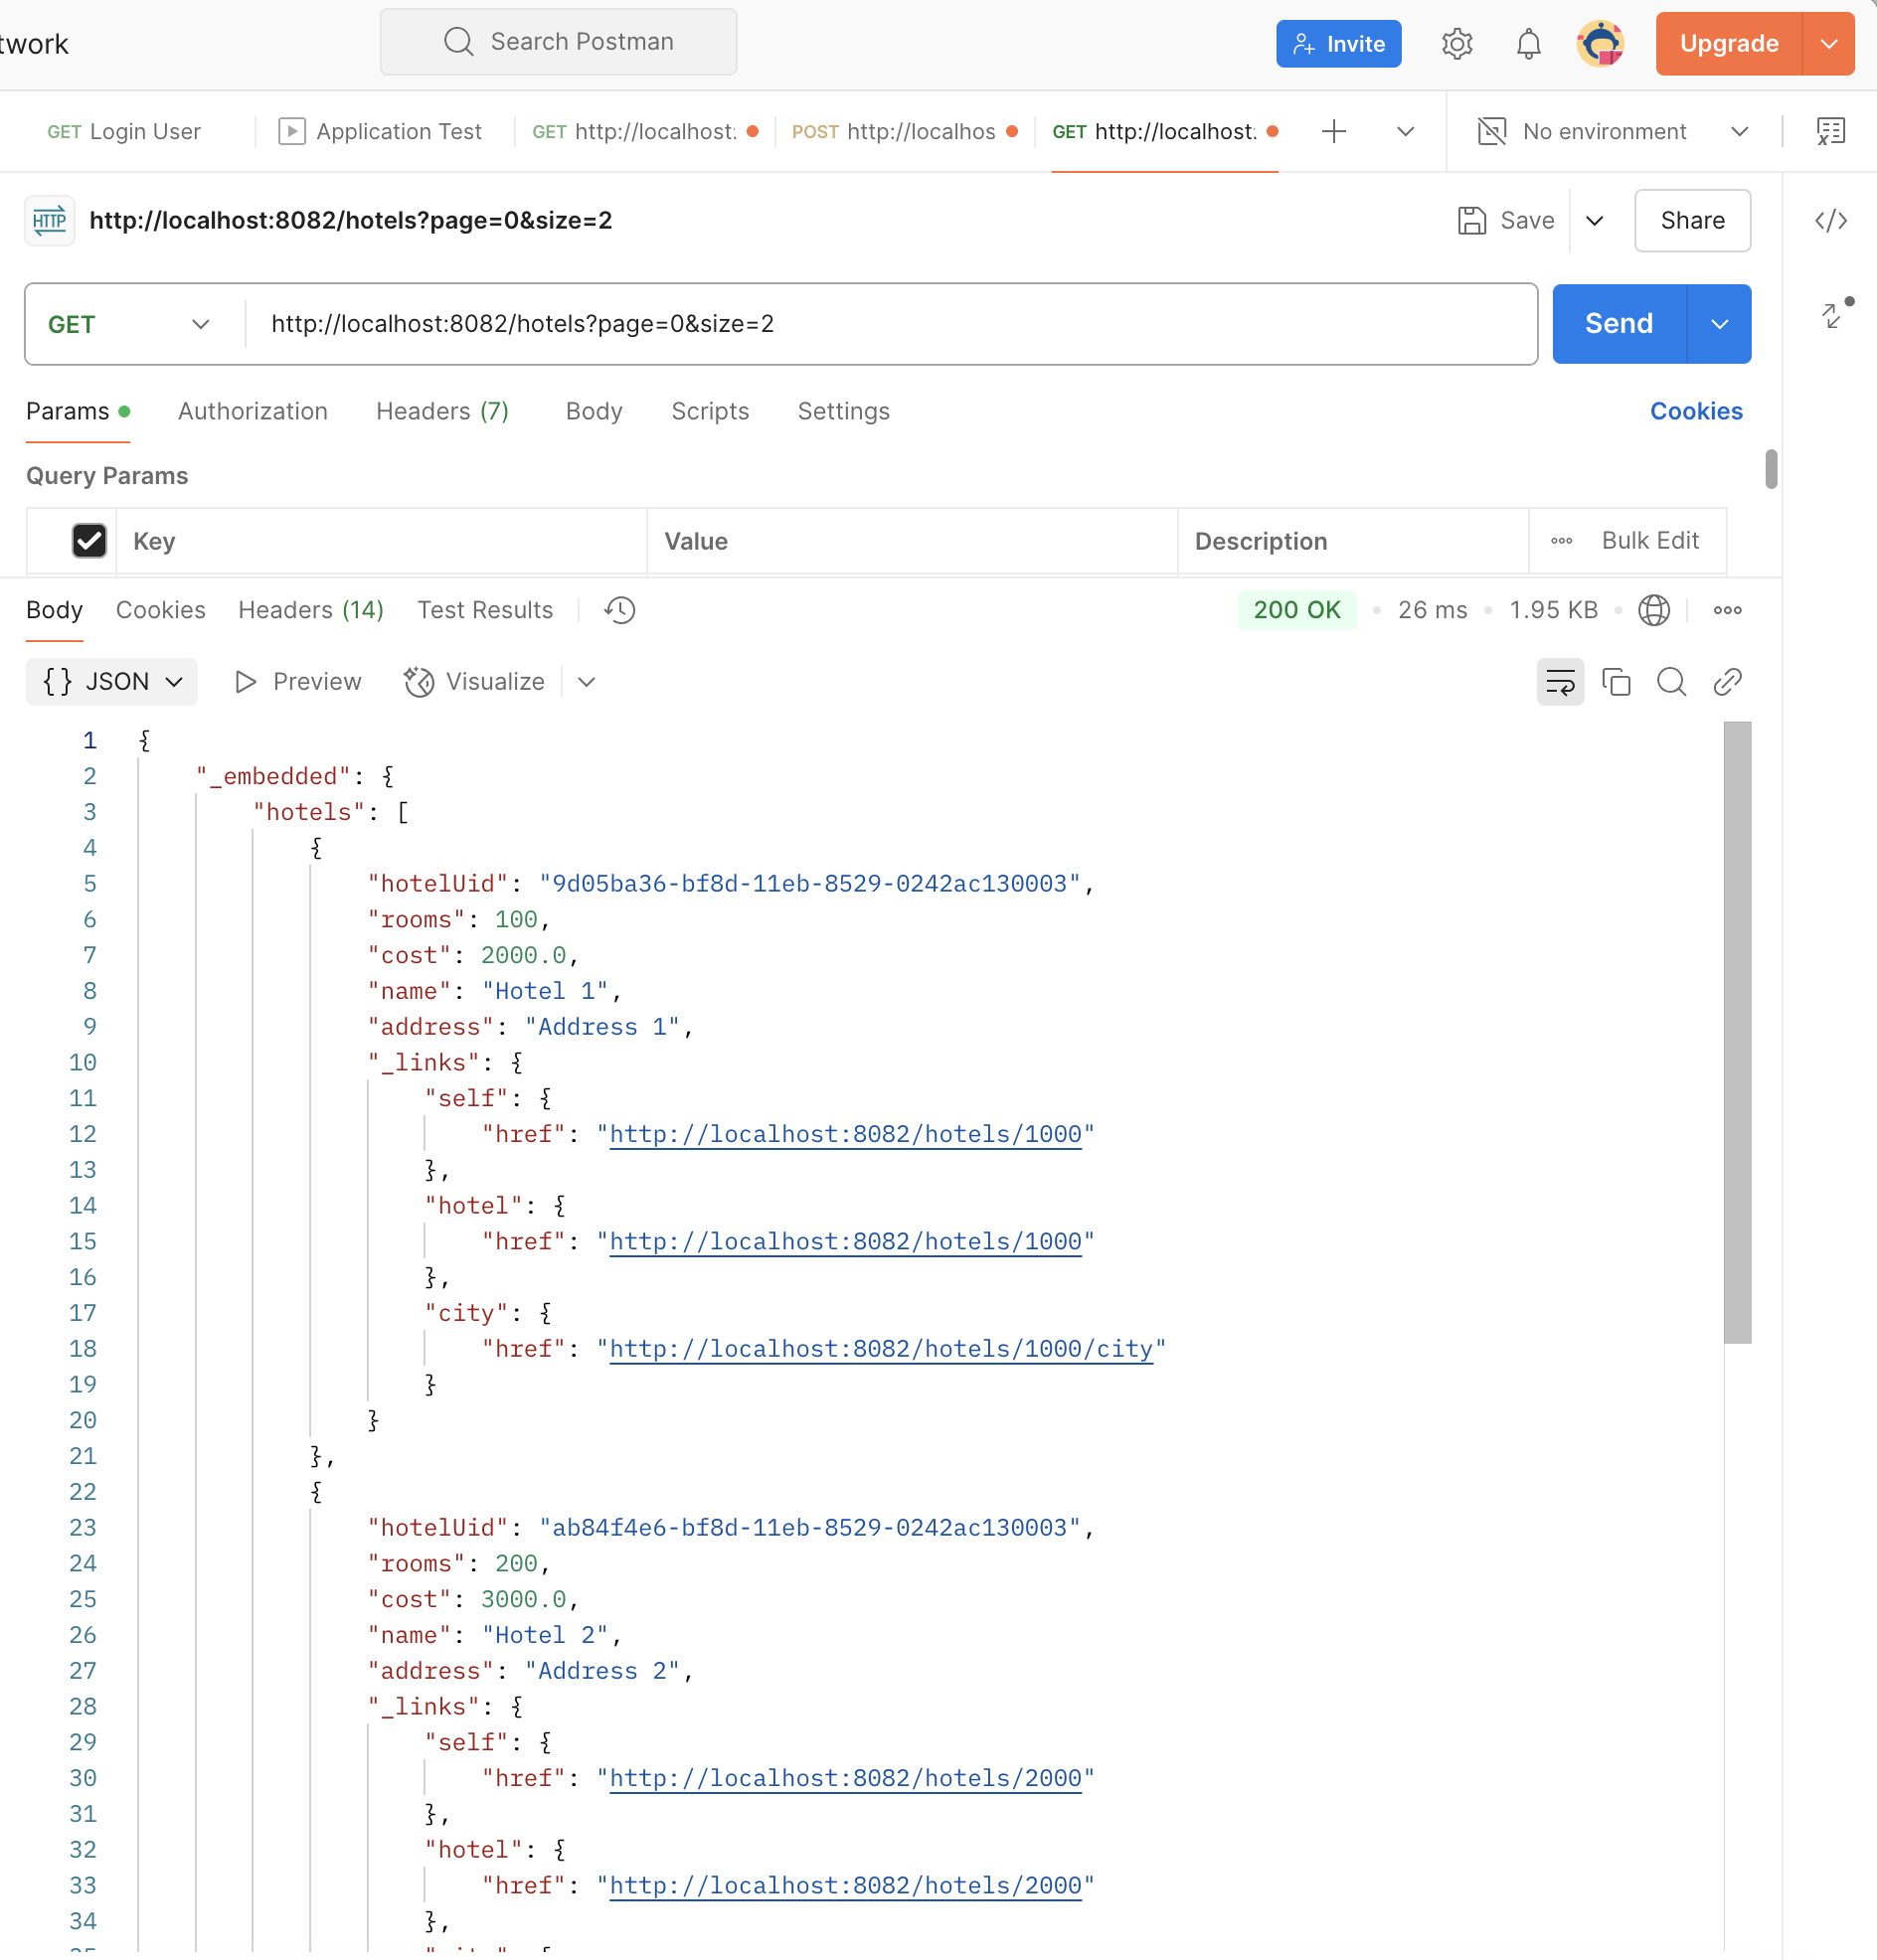 twork
Search Postman
Invite
Upgrade
GET Login User
Application Test
GET http://localhost:
POST http://localhos
GET http://localhost:
No environment
HTTP
http://localhost:8082/hotels?page=0&size=2
Save
Share
GET
http://localhost:8082/hotels?page=0&size=2
Send
Params
Authorization
Headers (7)
Body
Scripts
Settings
Cookies
Query Params
Key
Value
Description
Bulk Edit
Body
Cookies
Headers (14)
Test Results
200 OK
26 ms
1.95 KB
{} JSON
Preview
Visualize
1 {
2 "_embedded": {
3 "hotels": [
4 {
5 "hotelUid": "9d05ba36-bf8d-11eb-8529-0242ac130003",
6 "rooms": 100,
7 "cost": 2000.0,
8 "name": "Hotel 1",
9 "address": "Address 1",
10 "_links": {
11 "self": {
12 "href": "http://localhost:8082/hotels/1000"
13 },
14 "hotel": {
15 "href": "http://localhost:8082/hotels/1000"
16 },
17 "city": {
18 "href": "http://localhost:8082/hotels/1000/city"
19 }
20 }
21 },
22 {
23 "hotelUid": "ab84f4e6-bf8d-11eb-8529-0242ac130003",
24 "rooms": 200,
25 "cost": 3000.0,
26 "name": "Hotel 2",
27 "address": "Address 2",
28 "_links": {
29 "self": {
30 "href": "http://localhost:8082/hotels/2000"
31 },
32 "hotel": {
33 "href": "http://localhost:8082/hotels/2000"
34 },